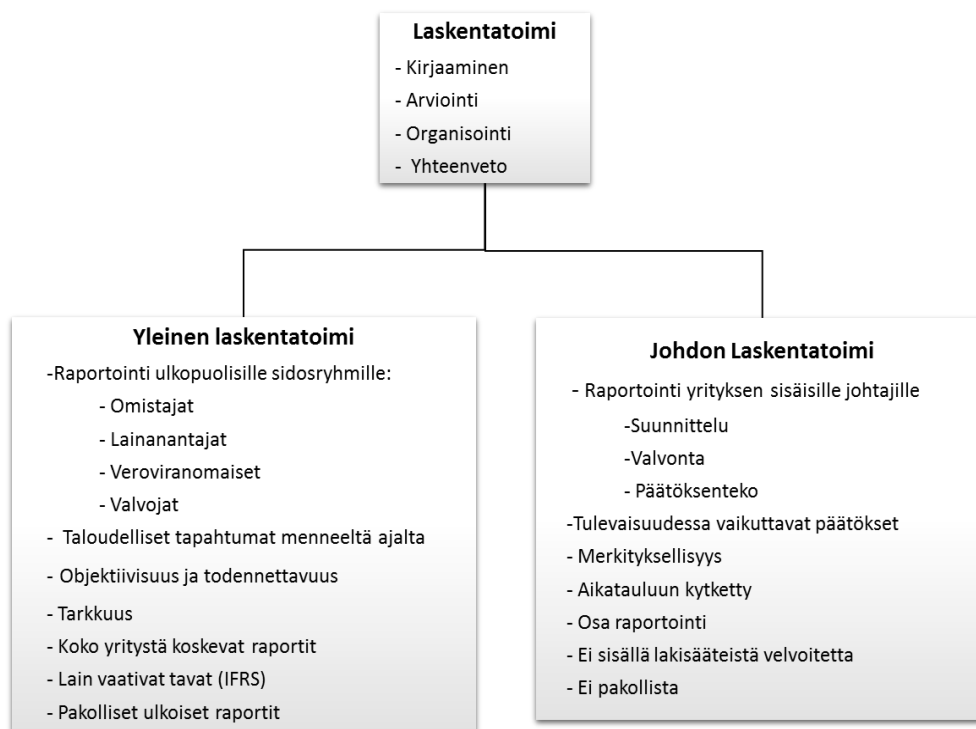 Laskentatoimi
- Kirjaaminen
- Arviointi
- Organisointi
- Yhteenveto
Yleinen laskentatoimi
-Raportointi ulkopuolisille sidosryhmille:
- Omistajat
- Lainanantajat
- Veroviranomaiset
- Valvojat
- Taloudelliset tapahtumat menneeltä ajalta
- Objektiivisuus ja todennettavuus
- Tarkkuus
- Koko yritystä koskevat raportit
- Lain vaativat tavat (IFRS)
- Pakolliset ulkoiset raportit
Johdon Laskentatoimi
- Raportointi yrityksen sisäisille johtajille
-Suunnittelu
-Valvonta
- Päätöksenteko
-Tulevaisuudessa vaikuttavat päätökset
- Merkityksellisyys
- Aikatauluun kytketty
- Osa raportointi
- Ei sisällä lakisääteistä velvoitetta
- Ei pakollista